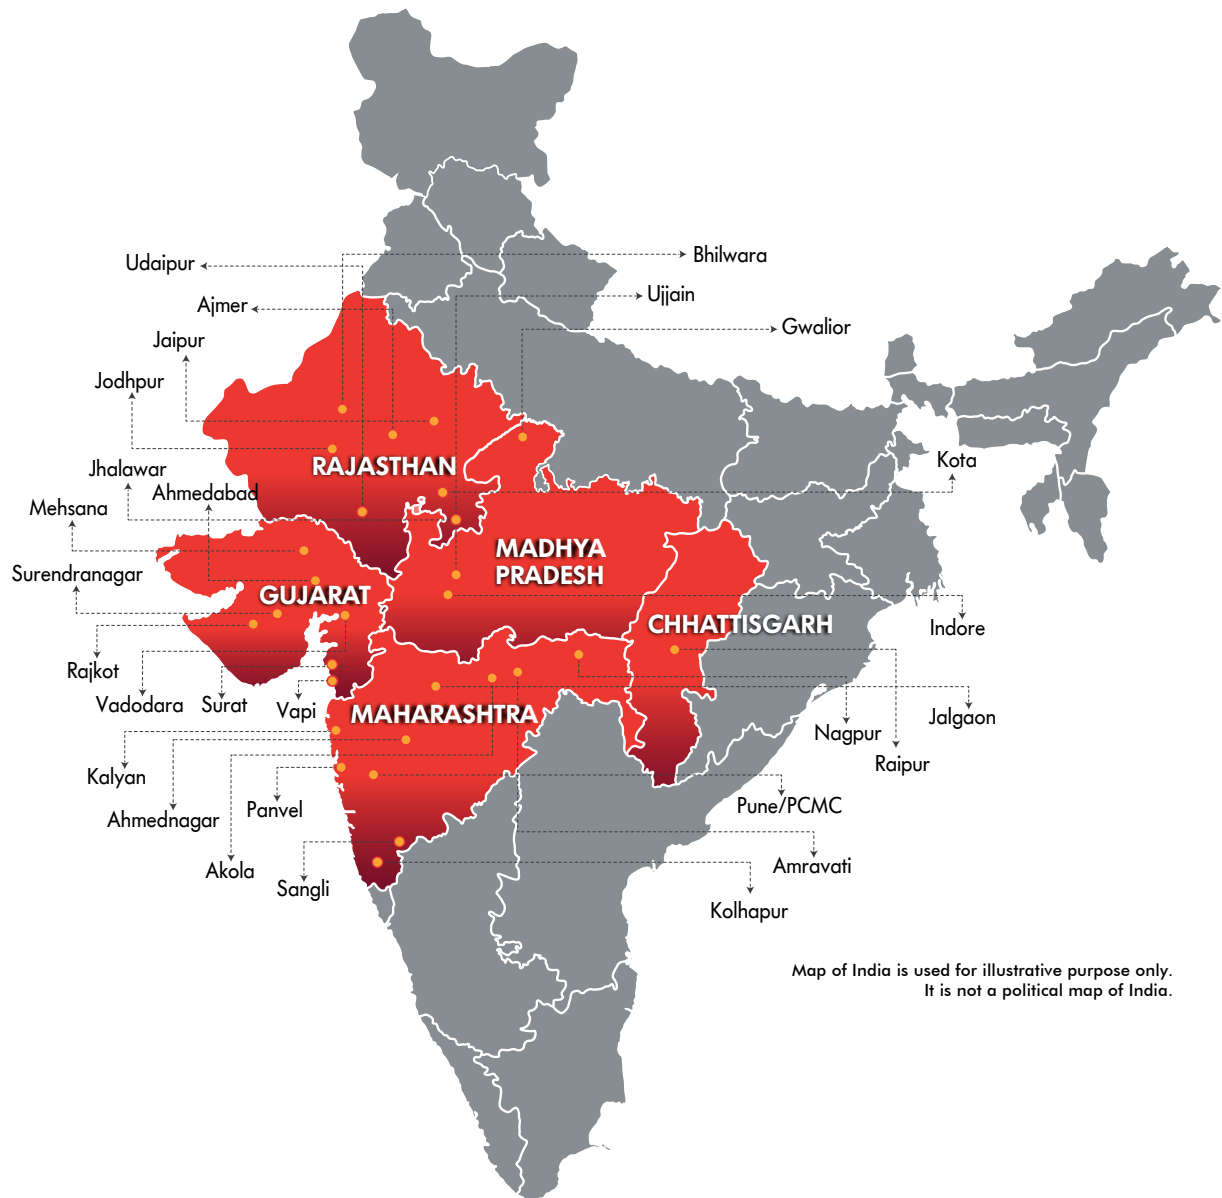 Bhilwara
Udaipur
Ujjain
Ajmer
Gwalior
Jaipur
Jodhpur
Kota
RAJASTHAN
Jhalawar
Ahmedabad
Mehsana
MADHYA
PRADESH
Surendranagar
GUJARAT
CHHATTISGARH
Indore
Rajkot
Vadodara
Surat
Vapi
MAHARASHTRA
Jalgaon
Nagpur
Raipur
Kalyan
Panvel
Pune/PCMC
Ahmednagar
Akola
Amravati
Sangli
Kolhapur
Map of India is used for illustrative purpose only.
It is not a political map of India.